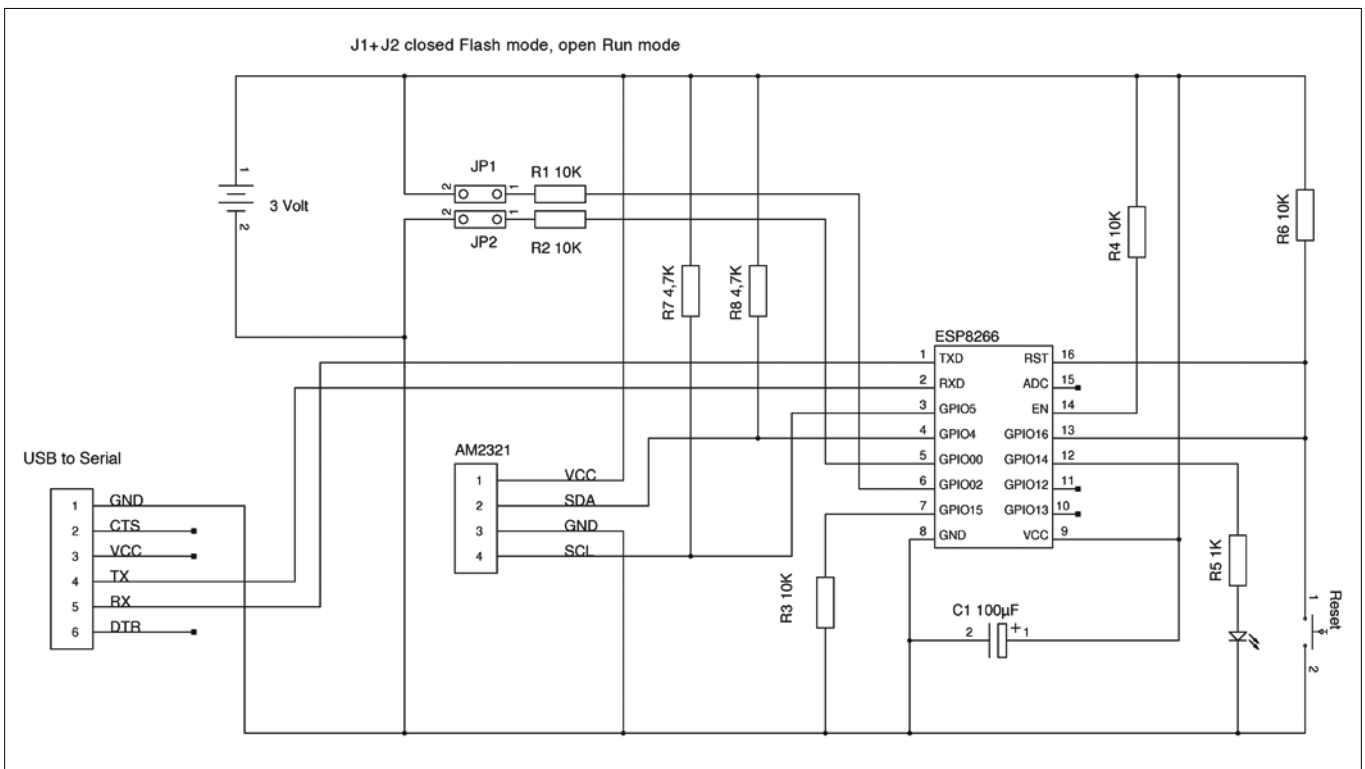 J1+J2 closed Flash mode, open Run mode
1
3 Volt
2
JP1
2
1
R1 10K
2
1
JP2
R2 10K
R7 4,7K
R8 4,7K
R4 10K
R6 10K
ESP8266
1 TXD RST 16
2 RXD ADC 15
3 GPIO5 EN 14
4 GPIO4 GPIO16 13
5 GPIO00 GPIO14 12
6 GPIO02 GPIO12 11
7 GPIO15 GPIO13 10
8 GND VCC 9
AM2321
1 VCC
2 SDA
3 GND
4 SCL
USB to Serial
1 GND
2 CTS
3 VCC
4 TX
5 RX
6 DTR
R3 10K
C1 100µF
2 + 1
R5 1K
1
Reset
2